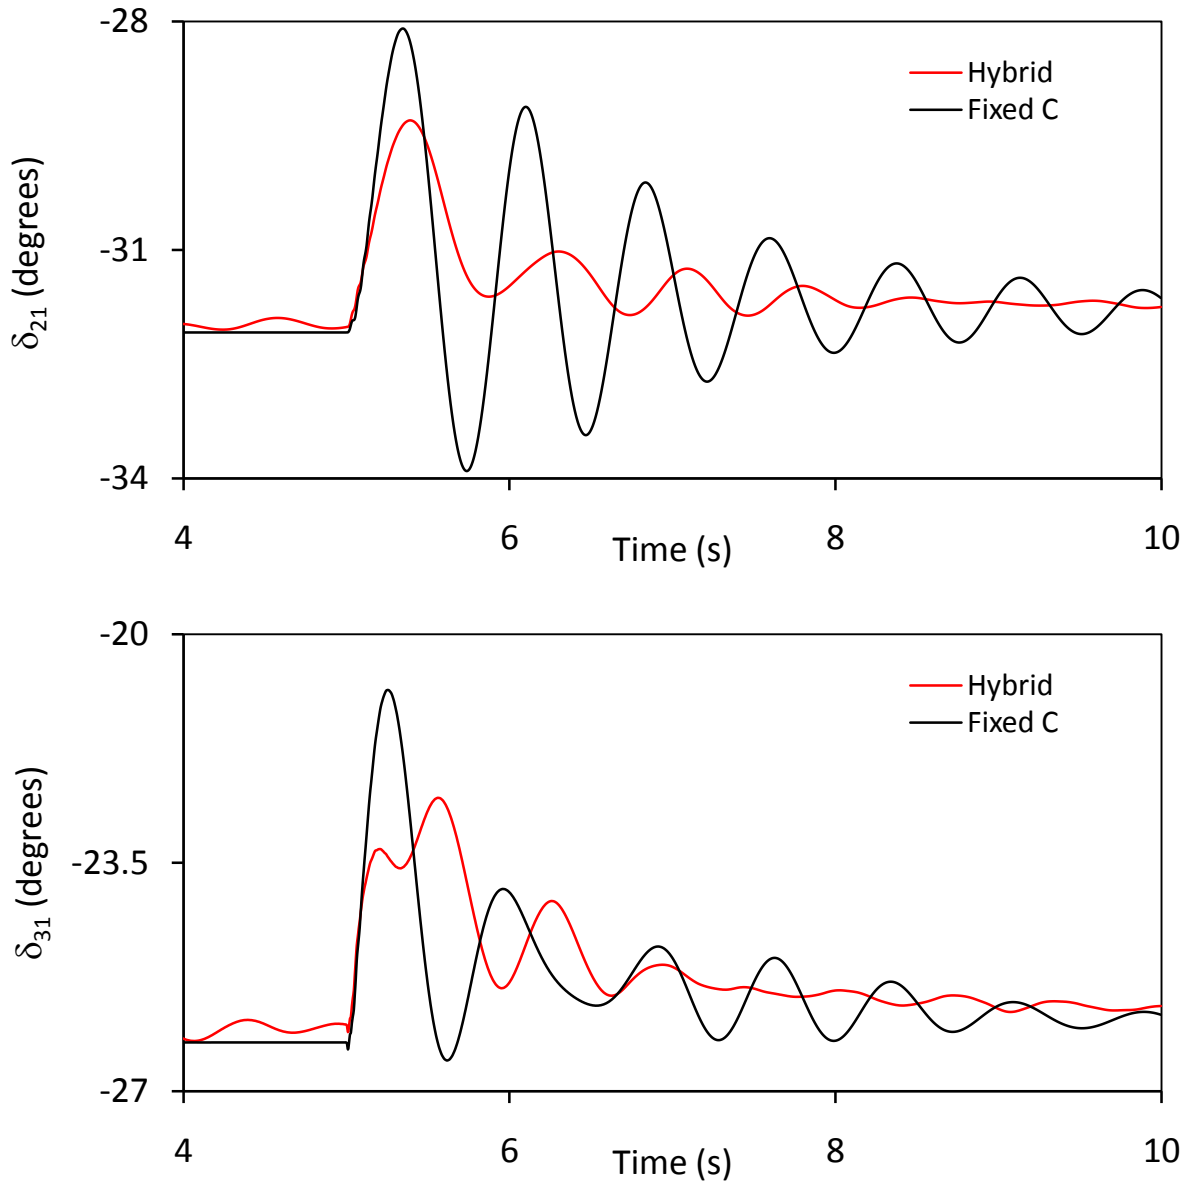 -28
Hybrid
Fixed C
-31
δ21 (degrees)
-34
4 6 8 10
Time (s)
-20
Hybrid
Fixed C
-23.5
δ31 (degrees)
-27
4 6 8 10
Time (s)